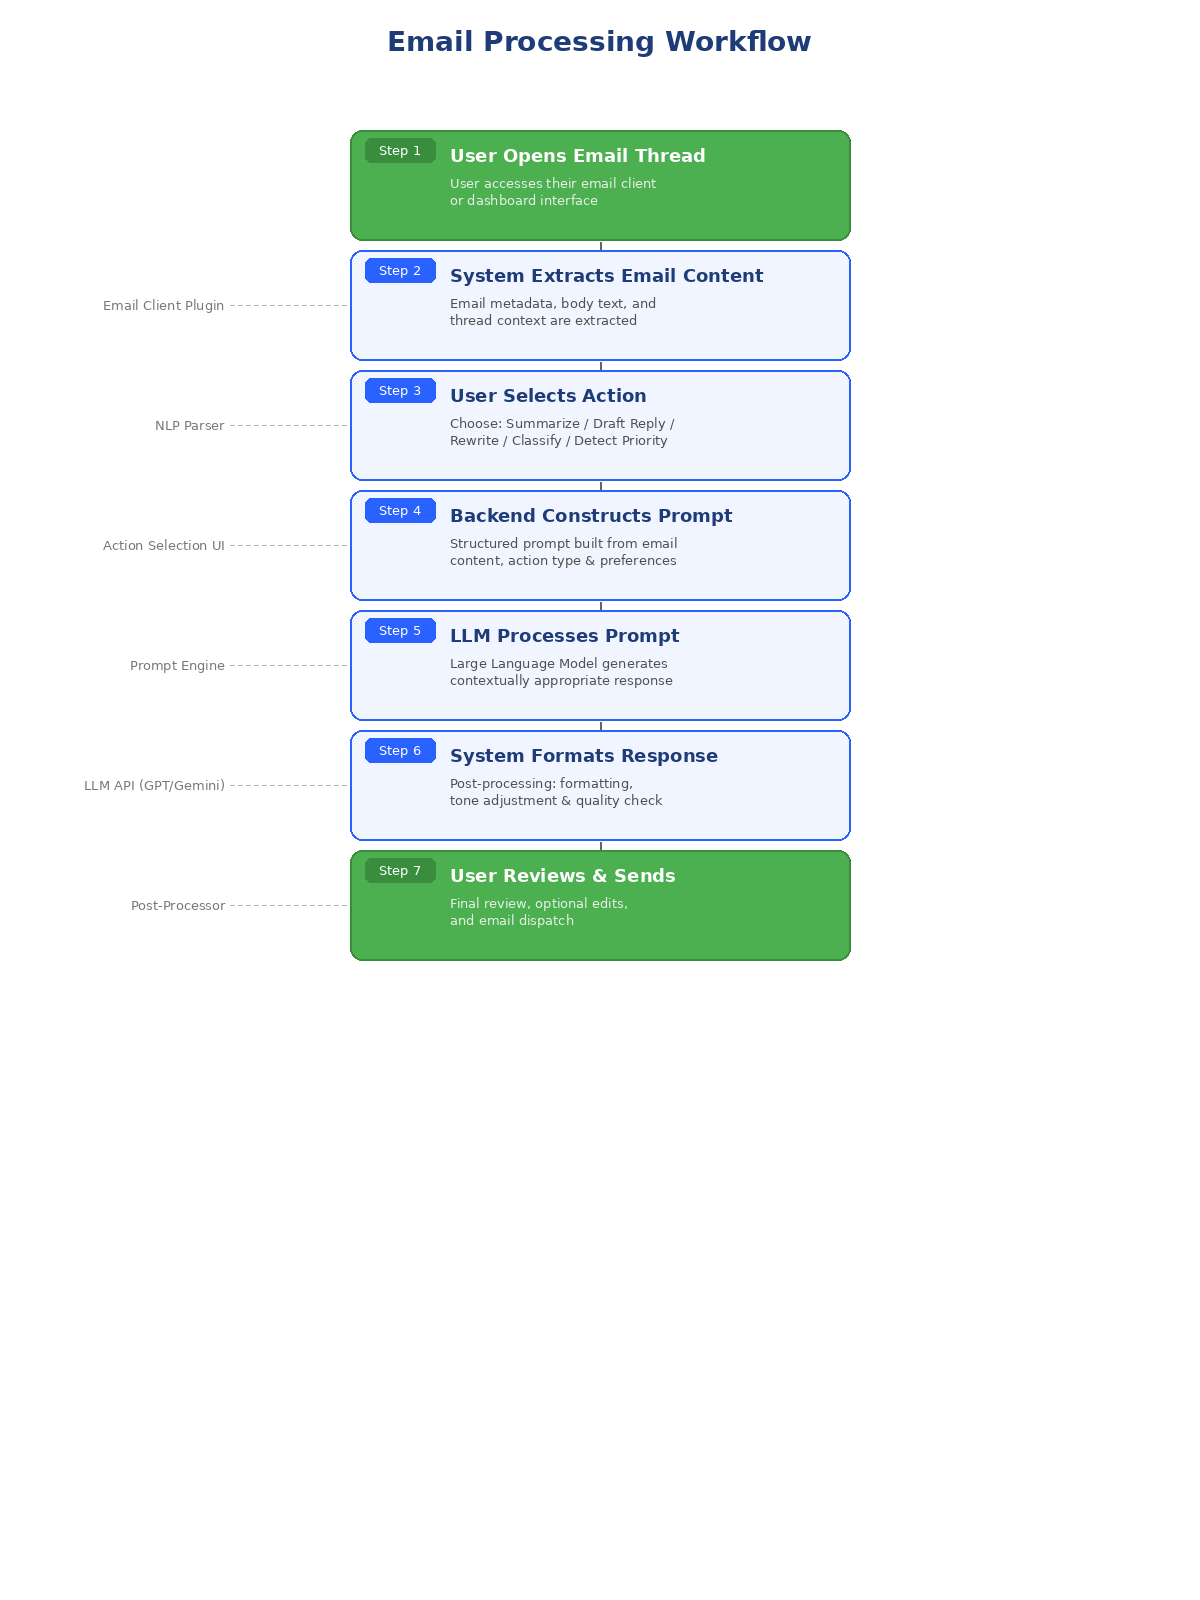 Email Processing Workflow
Step 1
User Opens Email Thread
User accesses their email client
or dashboard interface
Step 2
System Extracts Email Content
Email metadata, body text, and
thread context are extracted
Email Client Plugin
Step 3
User Selects Action
Choose: Summarize / Draft Reply /
Rewrite / Classify / Detect Priority
NLP Parser
Step 4
Backend Constructs Prompt
Structured prompt built from email
content, action type & preferences
Action Selection UI
Step 5
LLM Processes Prompt
Large Language Model generates
contextually appropriate response
Prompt Engine
Step 6
System Formats Response
Post-processing: formatting,
tone adjustment & quality check
LLM API (GPT/Gemini)
Step 7
User Reviews & Sends
Final review, optional edits,
and email dispatch
Post-Processor